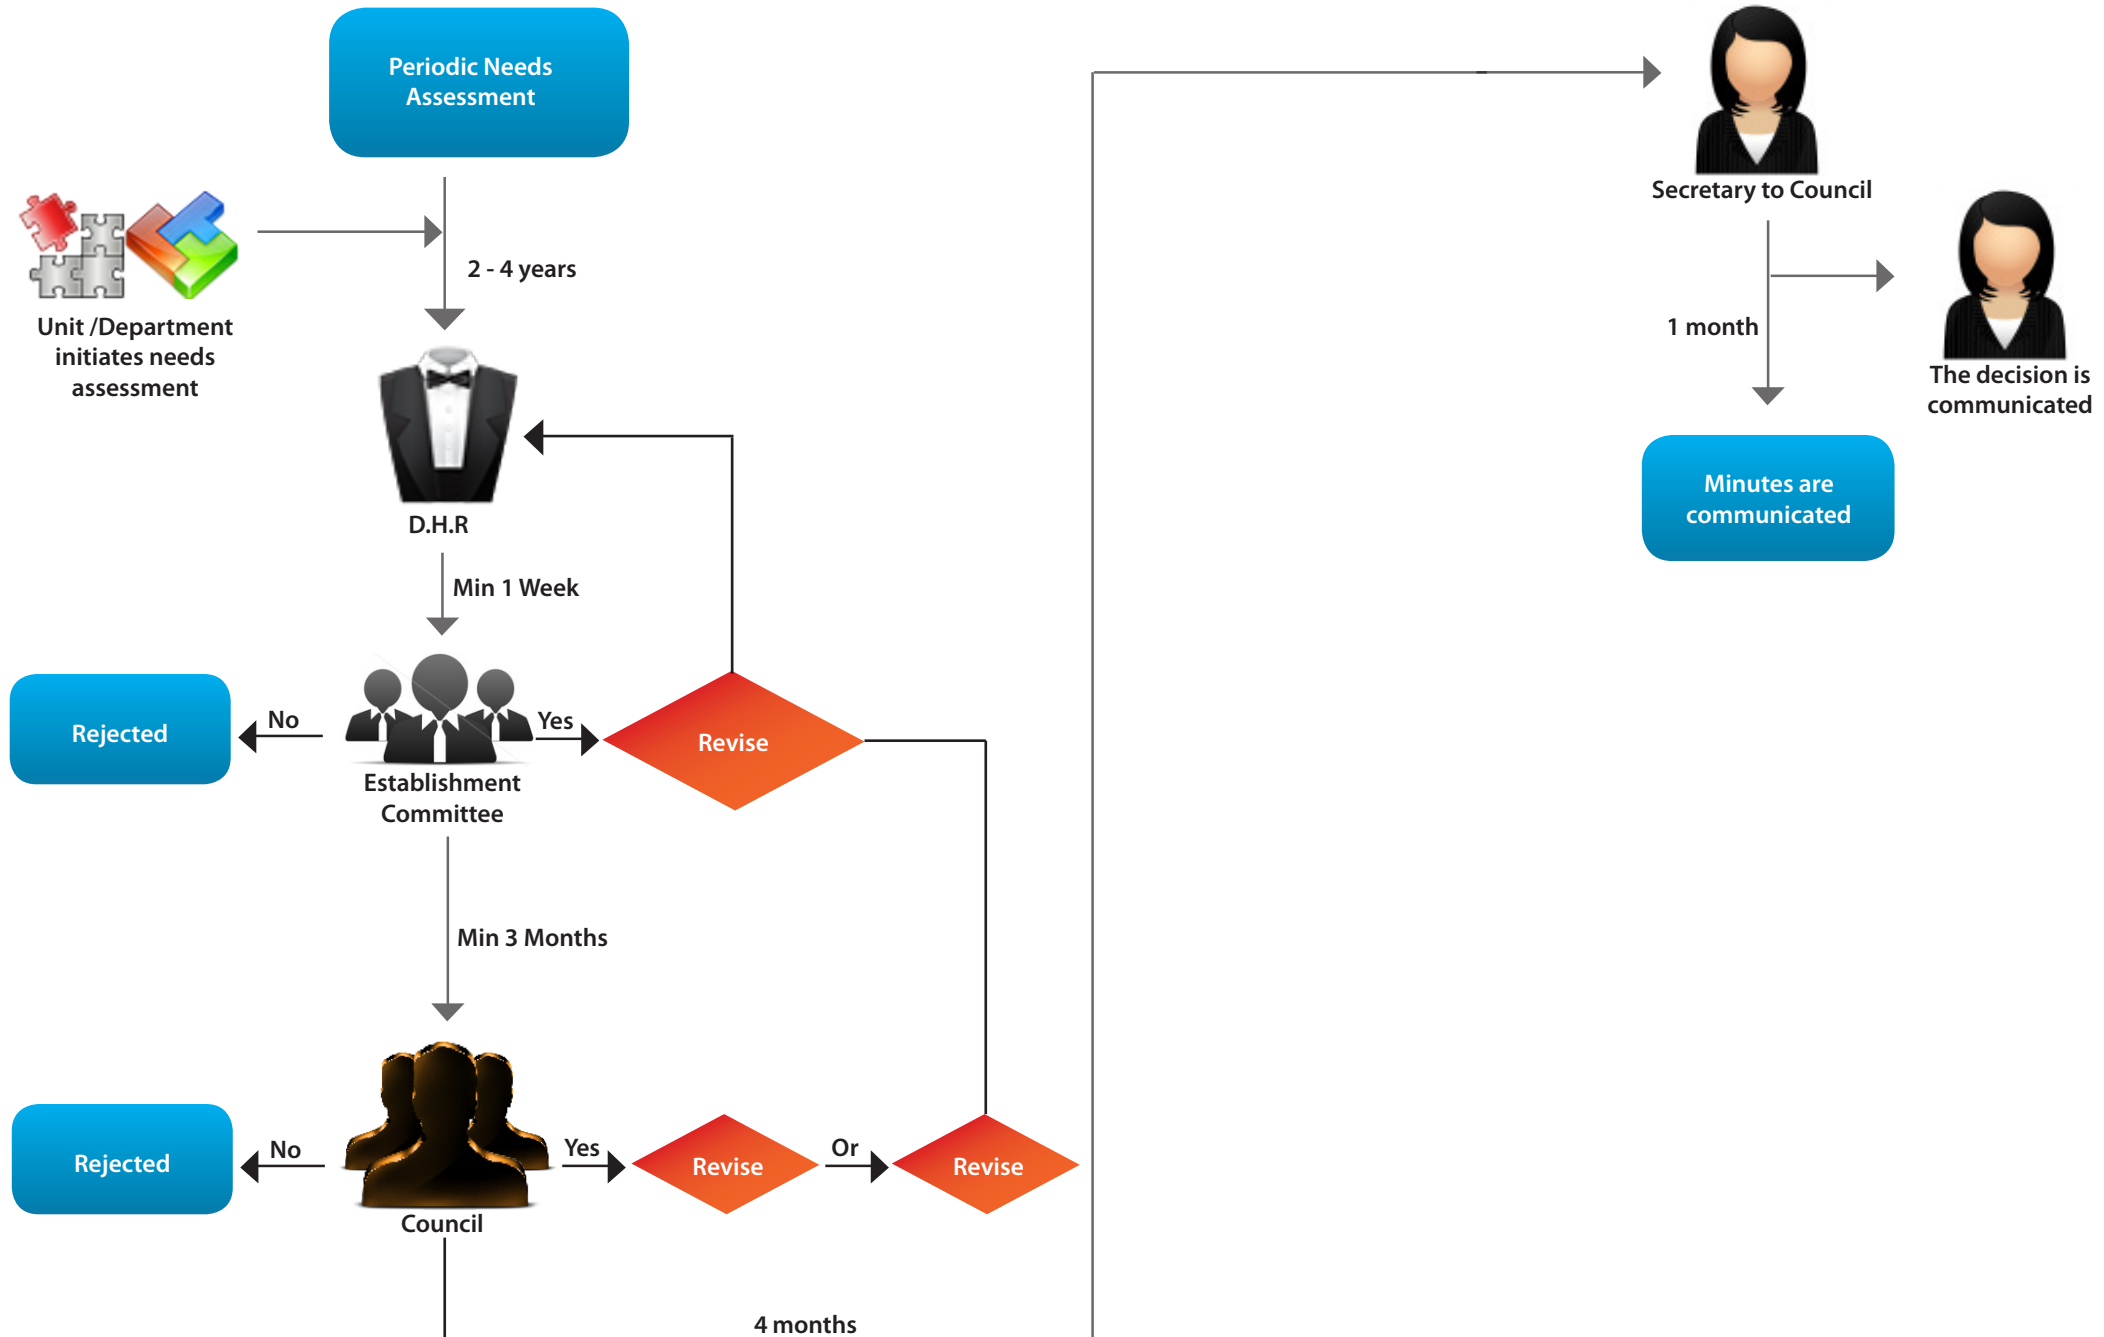 Periodic Needs
Assessment
Unit /Department
initiates needs
assessment
2 - 4 years
D.H.R
Min 1 Week
Rejected
No
Yes
Revise
Establishment
Committee
Min 3 Months
Rejected
No
Yes
Revise
Or
Revise
Council
4 months
Secretary to Council
1 month
The decision is
communicated
Minutes are
communicated